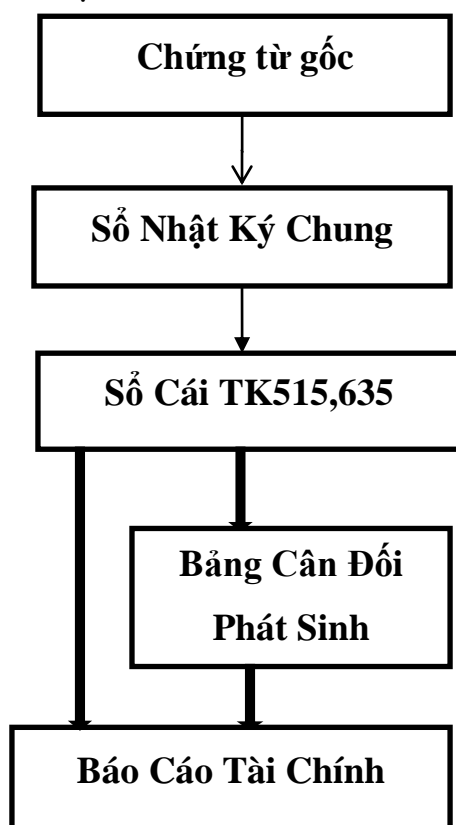 Chứng từ gốc
Sổ Nhật Ký Chung
Sổ Cái TK515,635
Bảng Cân Đối
Phát Sinh
Báo Cáo Tài Chính